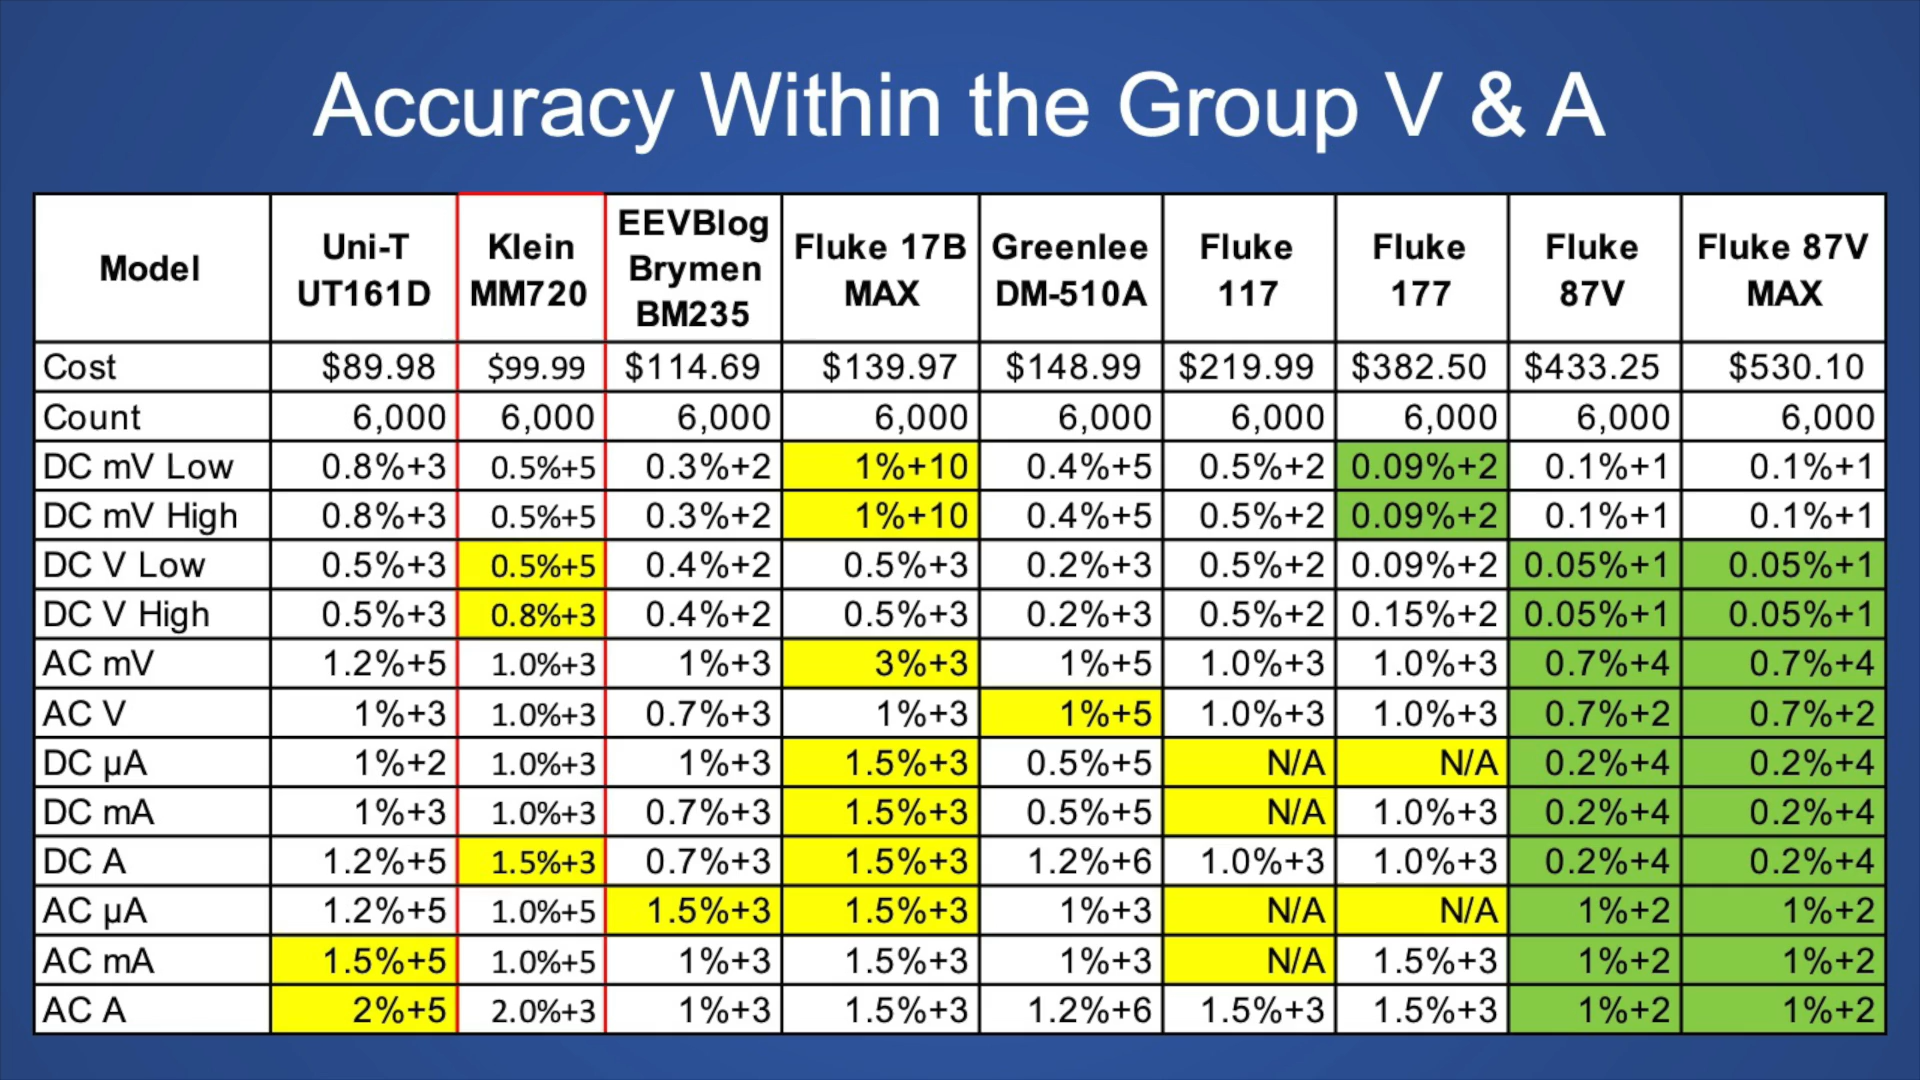 Accuracy Within the Group V & A
Model Uni-T UT161D Klein MM720 EEVBlog Brymen BM235 Fluke 17B MAX Greenlee DM-510A Fluke 117 Fluke 177 Fluke 87V Fluke 87V MAX
Cost $89.98 $99.99 $114.69 $139.97 $148.99 $219.99 $382.50 $433.25 $530.10
Count 6,000 6,000 6,000 6,000 6,000 6,000 6,000 6,000 6,000
DC mV Low 0.8%+3 0.5%+5 0.3%+2 1%+10 0.4%+5 0.5%+2 0.09%+2 0.1%+1 0.1%+1
DC mV High 0.8%+3 0.5%+5 0.3%+2 1%+10 0.4%+5 0.5%+2 0.09%+2 0.1%+1 0.1%+1
DC V Low 0.5%+3 0.5%+5 0.4%+2 0.5%+3 0.2%+3 0.5%+2 0.09%+2 0.05%+1 0.05%+1
DC V High 0.5%+3 0.8%+3 0.4%+2 0.5%+3 0.2%+3 0.5%+2 0.15%+2 0.05%+1 0.05%+1
AC mV 1.2%+5 1.0%+3 1%+3 3%+3 1%+5 1.0%+3 1.0%+3 0.7%+4 0.7%+4
AC V 1%+3 1.0%+3 0.7%+3 1%+3 1%+5 1.0%+3 1.0%+3 0.7%+2 0.7%+2
DC µA 1%+2 1.0%+3 1%+3 1.5%+3 0.5%+5 N/A N/A 0.2%+4 0.2%+4
DC mA 1%+3 1.0%+3 0.7%+3 1.5%+3 0.5%+5 N/A 1.0%+3 0.2%+4 0.2%+4
DC A 1.2%+5 1.5%+3 0.7%+3 1.5%+3 1.2%+6 1.0%+3 1.0%+3 0.2%+4 0.2%+4
AC µA 1.2%+5 1.0%+5 1.5%+3 1.5%+3 1%+3 N/A N/A 1%+2 1%+2
AC mA 1.5%+5 1.0%+5 1%+3 1.5%+3 1%+3 N/A 1.5%+3 1%+2 1%+2
AC A 2%+5 2.0%+3 1%+3 1.5%+3 1.2%+6 1.5%+3 1.5%+3 1%+2 1%+2